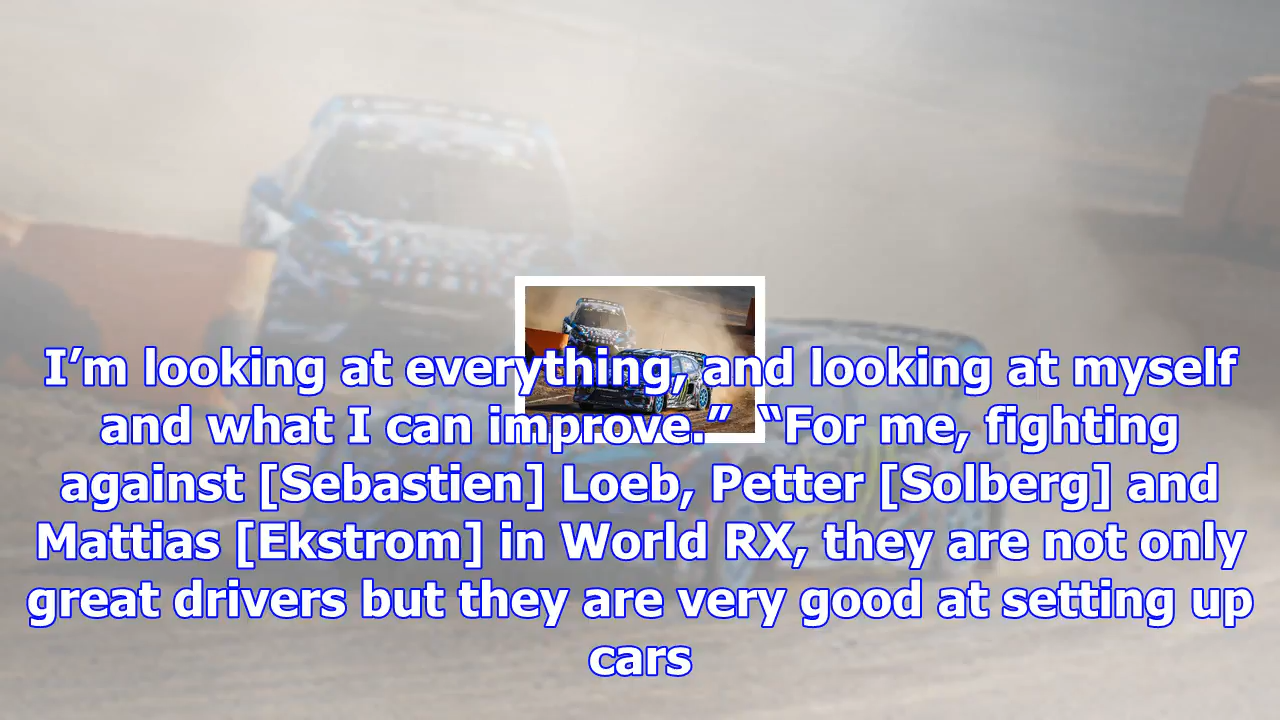 I’m looking at everything, and looking at myself
and what I can improve.”  “For me, fighting
against [Sebastien] Loeb, Petter [Solberg] and
Mattias [Ekstrom] in World RX, they are not only
great drivers but they are very good at setting up
cars